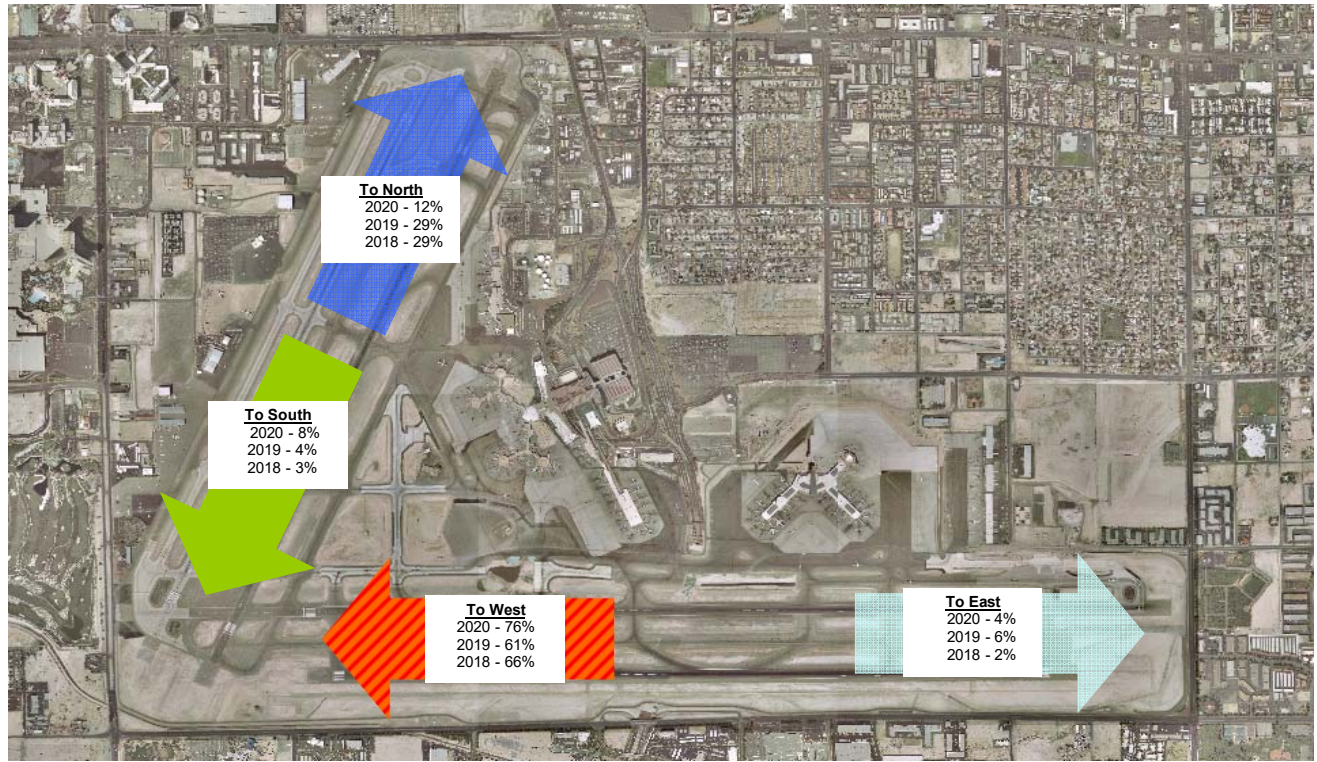 To North
2020 - 12%
2019 - 29%
2018 - 29%
To South
2020 - 8%
2019 - 4%
2018 - 3%
To West
2020 - 76%
2019 - 61%
2018 - 66%
To East
2020 - 4%
2019 - 6%
2018 - 2%